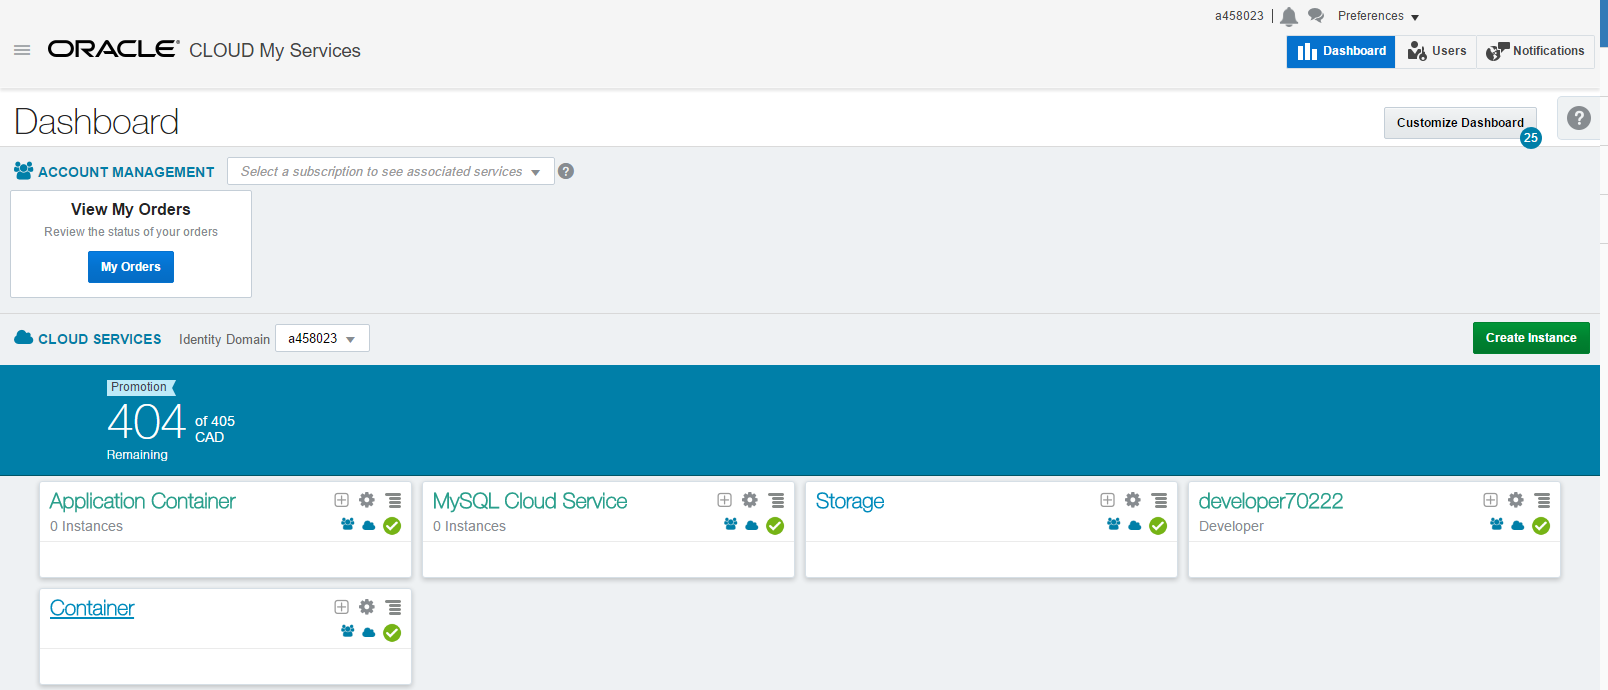 a458023 Preferences
ORACLE CLOUD My Services
Dashboard Users Notifications
Dashboard
Customize Dashboard
25
?
ACCOUNT MANAGEMENT Select a subscription to see associated services ?
View My Orders
Review the status of your orders
My Orders
CLOUD SERVICES Identity Domain a458023 Create Instance
Promotion
404 of 405
CAD
Remaining
Application Container
0 Instances
MySQL Cloud Service
0 Instances
Storage
developer70222
Developer
Container